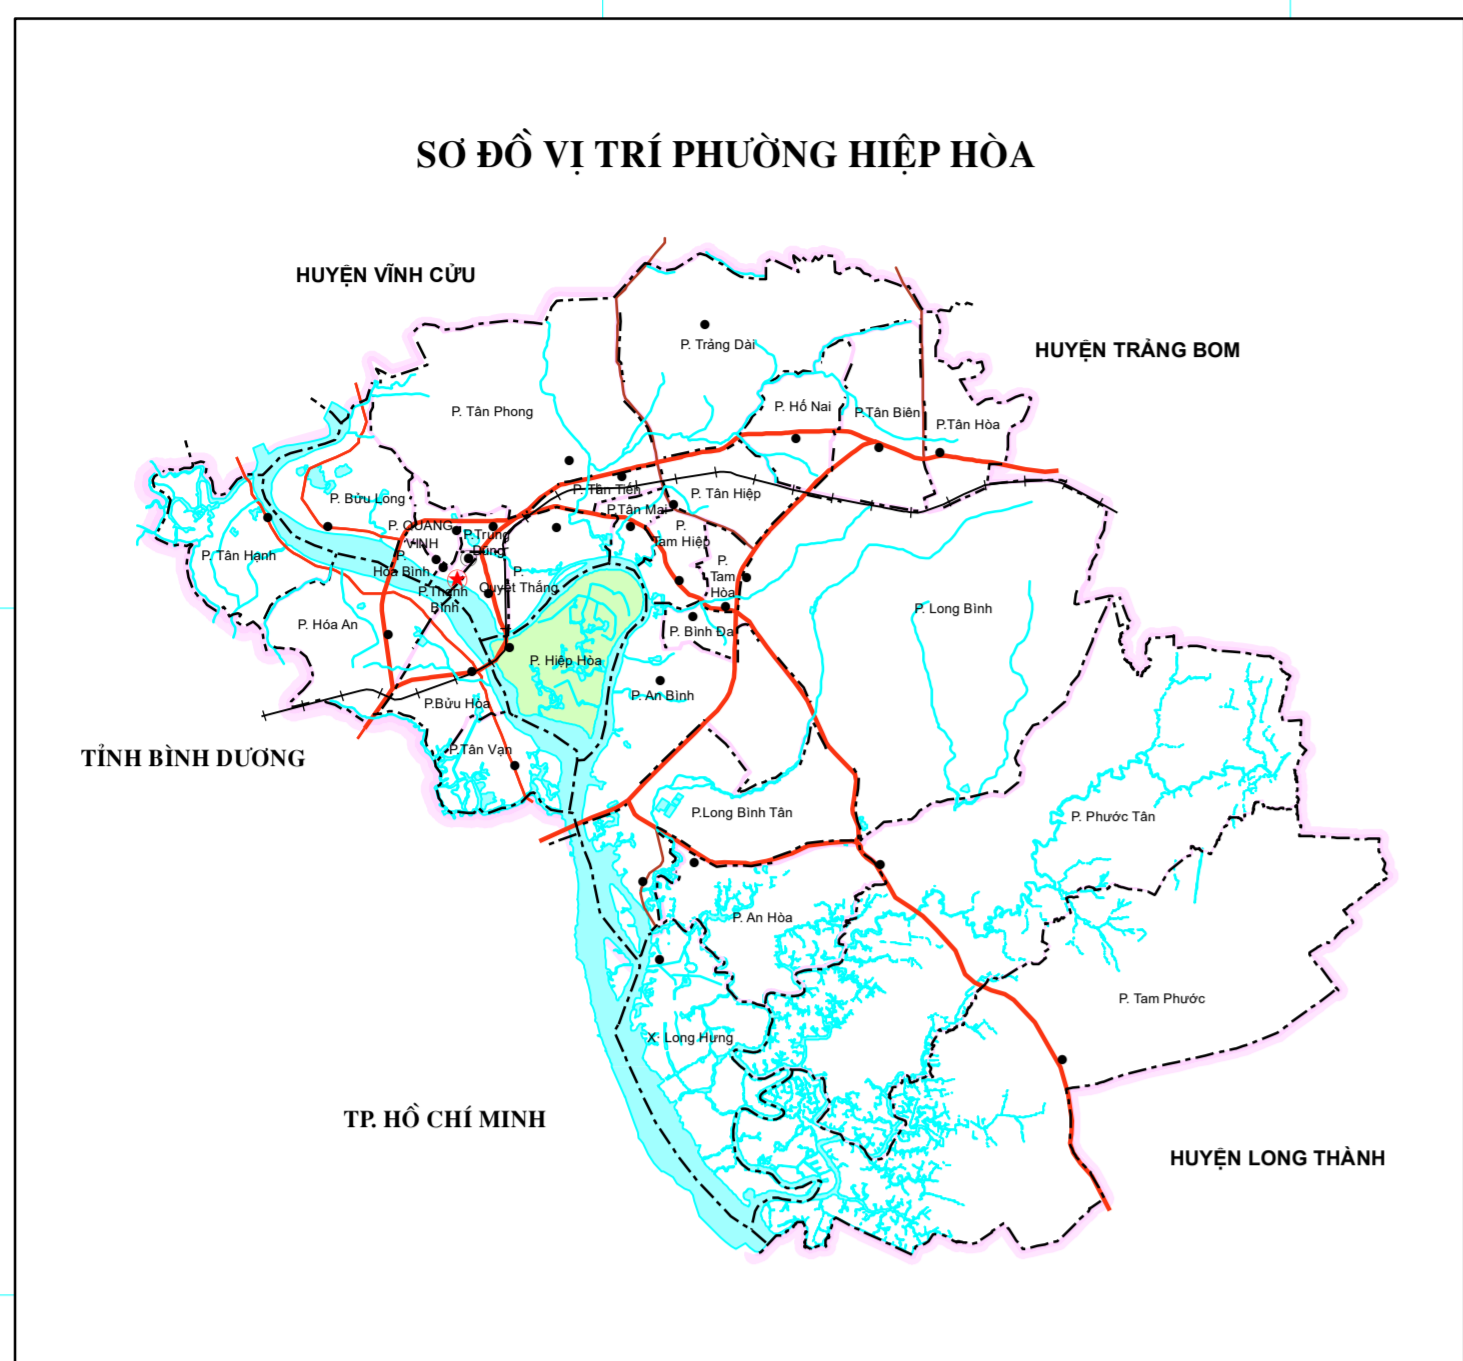 SƠ ĐỒ VỊ TRÍ PHƯỜNG HIỆP HÒA
HUYỆN VĨNH CỬU
HUYỆN TRẢNG BOM
P. Trảng Dài
P. Tân Phong
P. Hố Nai
P.Tân Biên
P.Tân Hòa
P. Bửu Long
P. Tân Tiến
P. Tân Hiệp
P.Tân Mai
P. QUANG
VINH
P.Trung
Dũng
P.
Tam Hiệp
P. Tân Hạnh
P.
Hòa Bình
P.
Quyết Thắng
P.
Tam
Hòa
P.Thanh
Bình
P. Long Bình
P. Hóa An
P. Bình Đa
P. Hiệp Hòa
P. An Bình
P.Bửu Hòa
P.Tân Vạn
TỈNH BÌNH DƯƠNG
P.Long Bình Tân
P. Phước Tân
P. An Hòa
P. Tam Phước
X. Long Hưng
TP. HỒ CHÍ MINH
HUYỆN LONG THÀNH